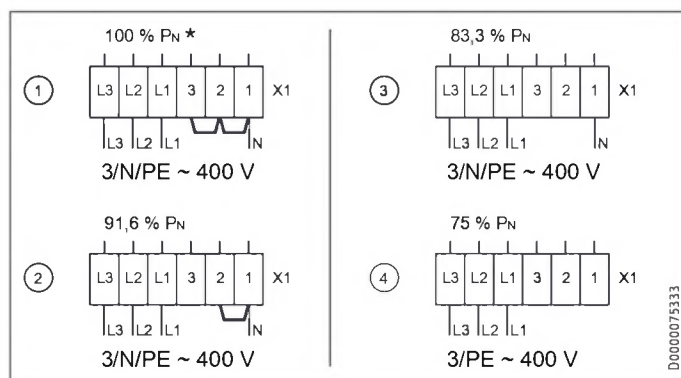 100 % PN *
1
L3 L2 L1 3 2 1 X1
L3 L2 L1 N
3/N/PE ~ 400 V
91,6 % PN
2
L3 L2 L1 3 2 1 X1
L3 L2 L1 N
3/N/PE ~ 400 V
83,3 % PN
3
L3 L2 L1 3 2 1 X1
L3 L2 L1 N
3/N/PE ~ 400 V
75 % PN
4
L3 L2 L1 3 2 1 X1
L3 L2 L1
3/PE ~ 400 V
D0000075333